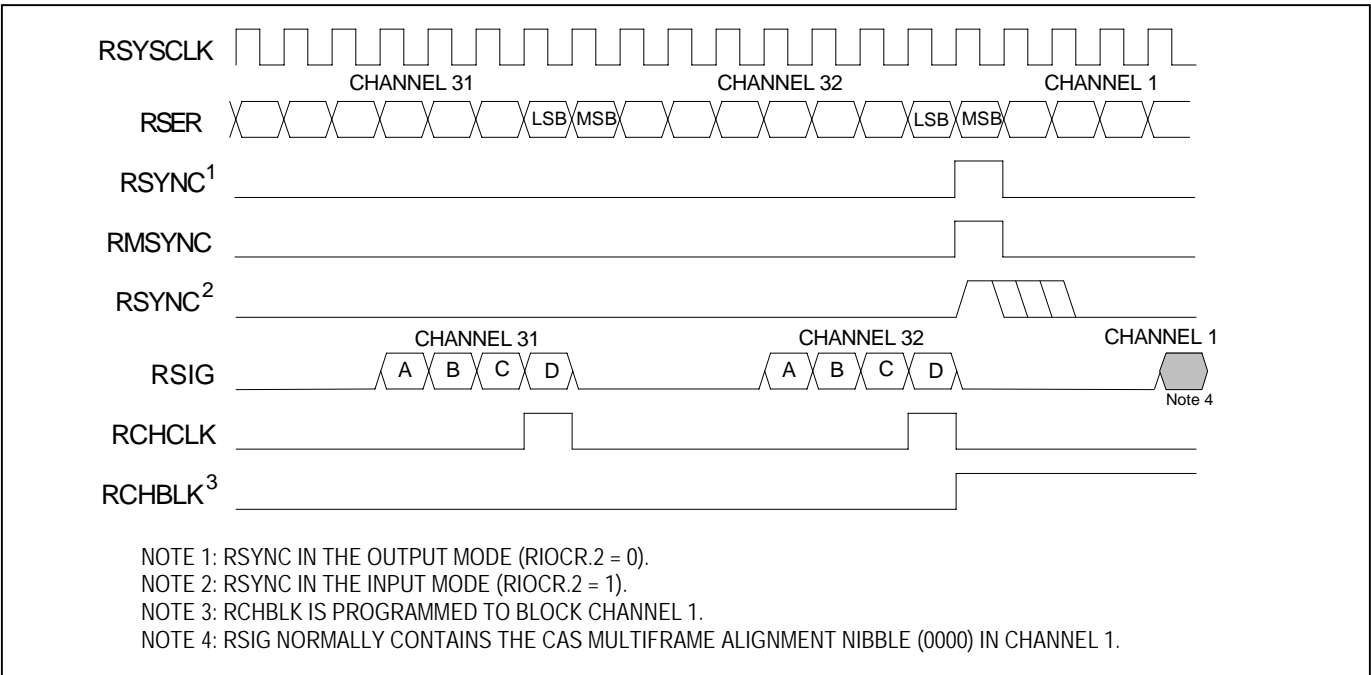 RSYSCLK
CHANNEL 31 CHANNEL 32 CHANNEL 1
RSER LSB MSB LSB MSB
RSYNC1
RMSYNC
RSYNC2
CHANNEL 31 CHANNEL 32 CHANNEL 1
RSIG A B C D A B C D
Note 4
RCHCLK
RCHBLK3
NOTE 1: RSYNC IN THE OUTPUT MODE (RIOCR.2 = 0).
NOTE 2: RSYNC IN THE INPUT MODE (RIOCR.2 = 1).
NOTE 3: RCHBLK IS PROGRAMMED TO BLOCK CHANNEL 1.
NOTE 4: RSIG NORMALLY CONTAINS THE CAS MULTIFRAME ALIGNMENT NIBBLE (0000) IN CHANNEL 1.